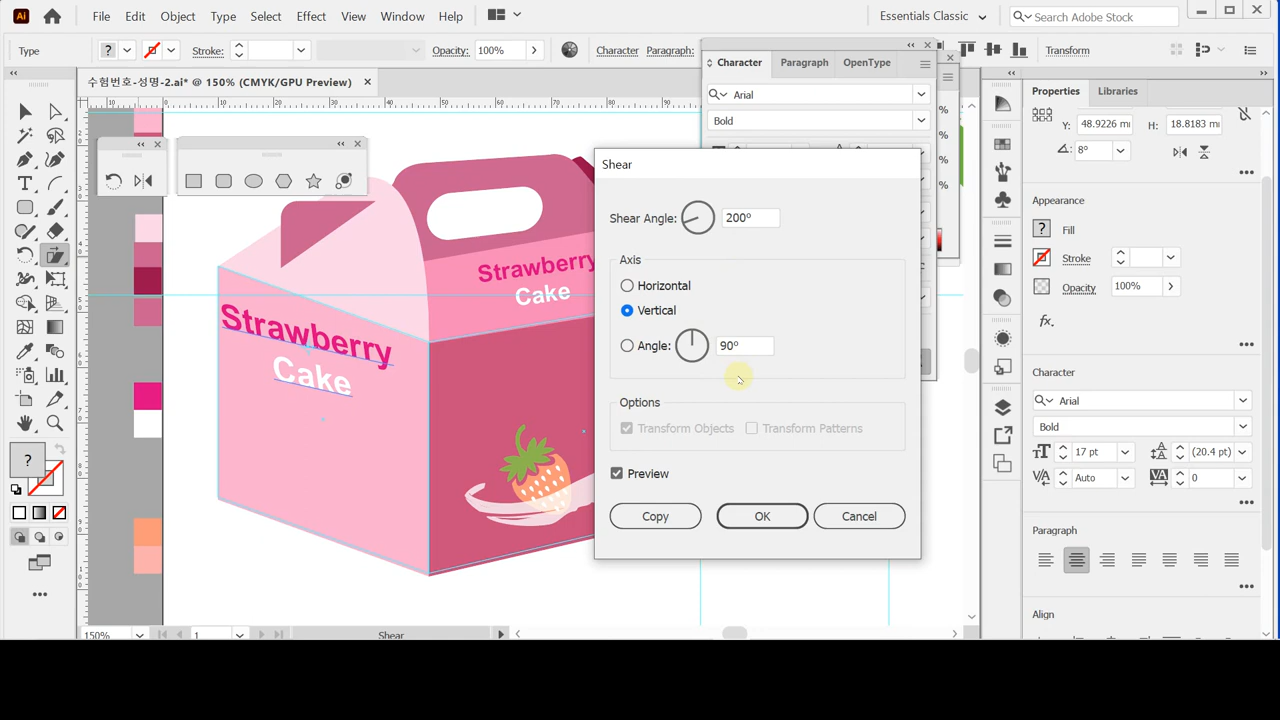 Ai File Edit Object Type Select Effect View Window Help Essentials Classic Search Adobe Stock
Type ? Stroke: Opacity: 100% Character Paragraph: Transform
수험번호-성명-2.ai* @ 150% (CMYK/GPU Preview) ×
Character Paragraph OpenType
Properties Libraries
Arial
Bold
Y: 48.9226 m H: 18.8183 m
8°
Shear
Shear Angle: 200°
Axis
Horizontal
Vertical
Angle: 90°
Options
Transform Objects Transform Patterns
Preview
Copy OK Cancel
Strawberry
Cake
Strawberry
Cake
Appearance
? Fill
Stroke
Opacity 100%
fx.
Character
Arial
Bold
17 pt (20.4 pt)
Auto 0
Paragraph
Align
?
150% 1 Shear